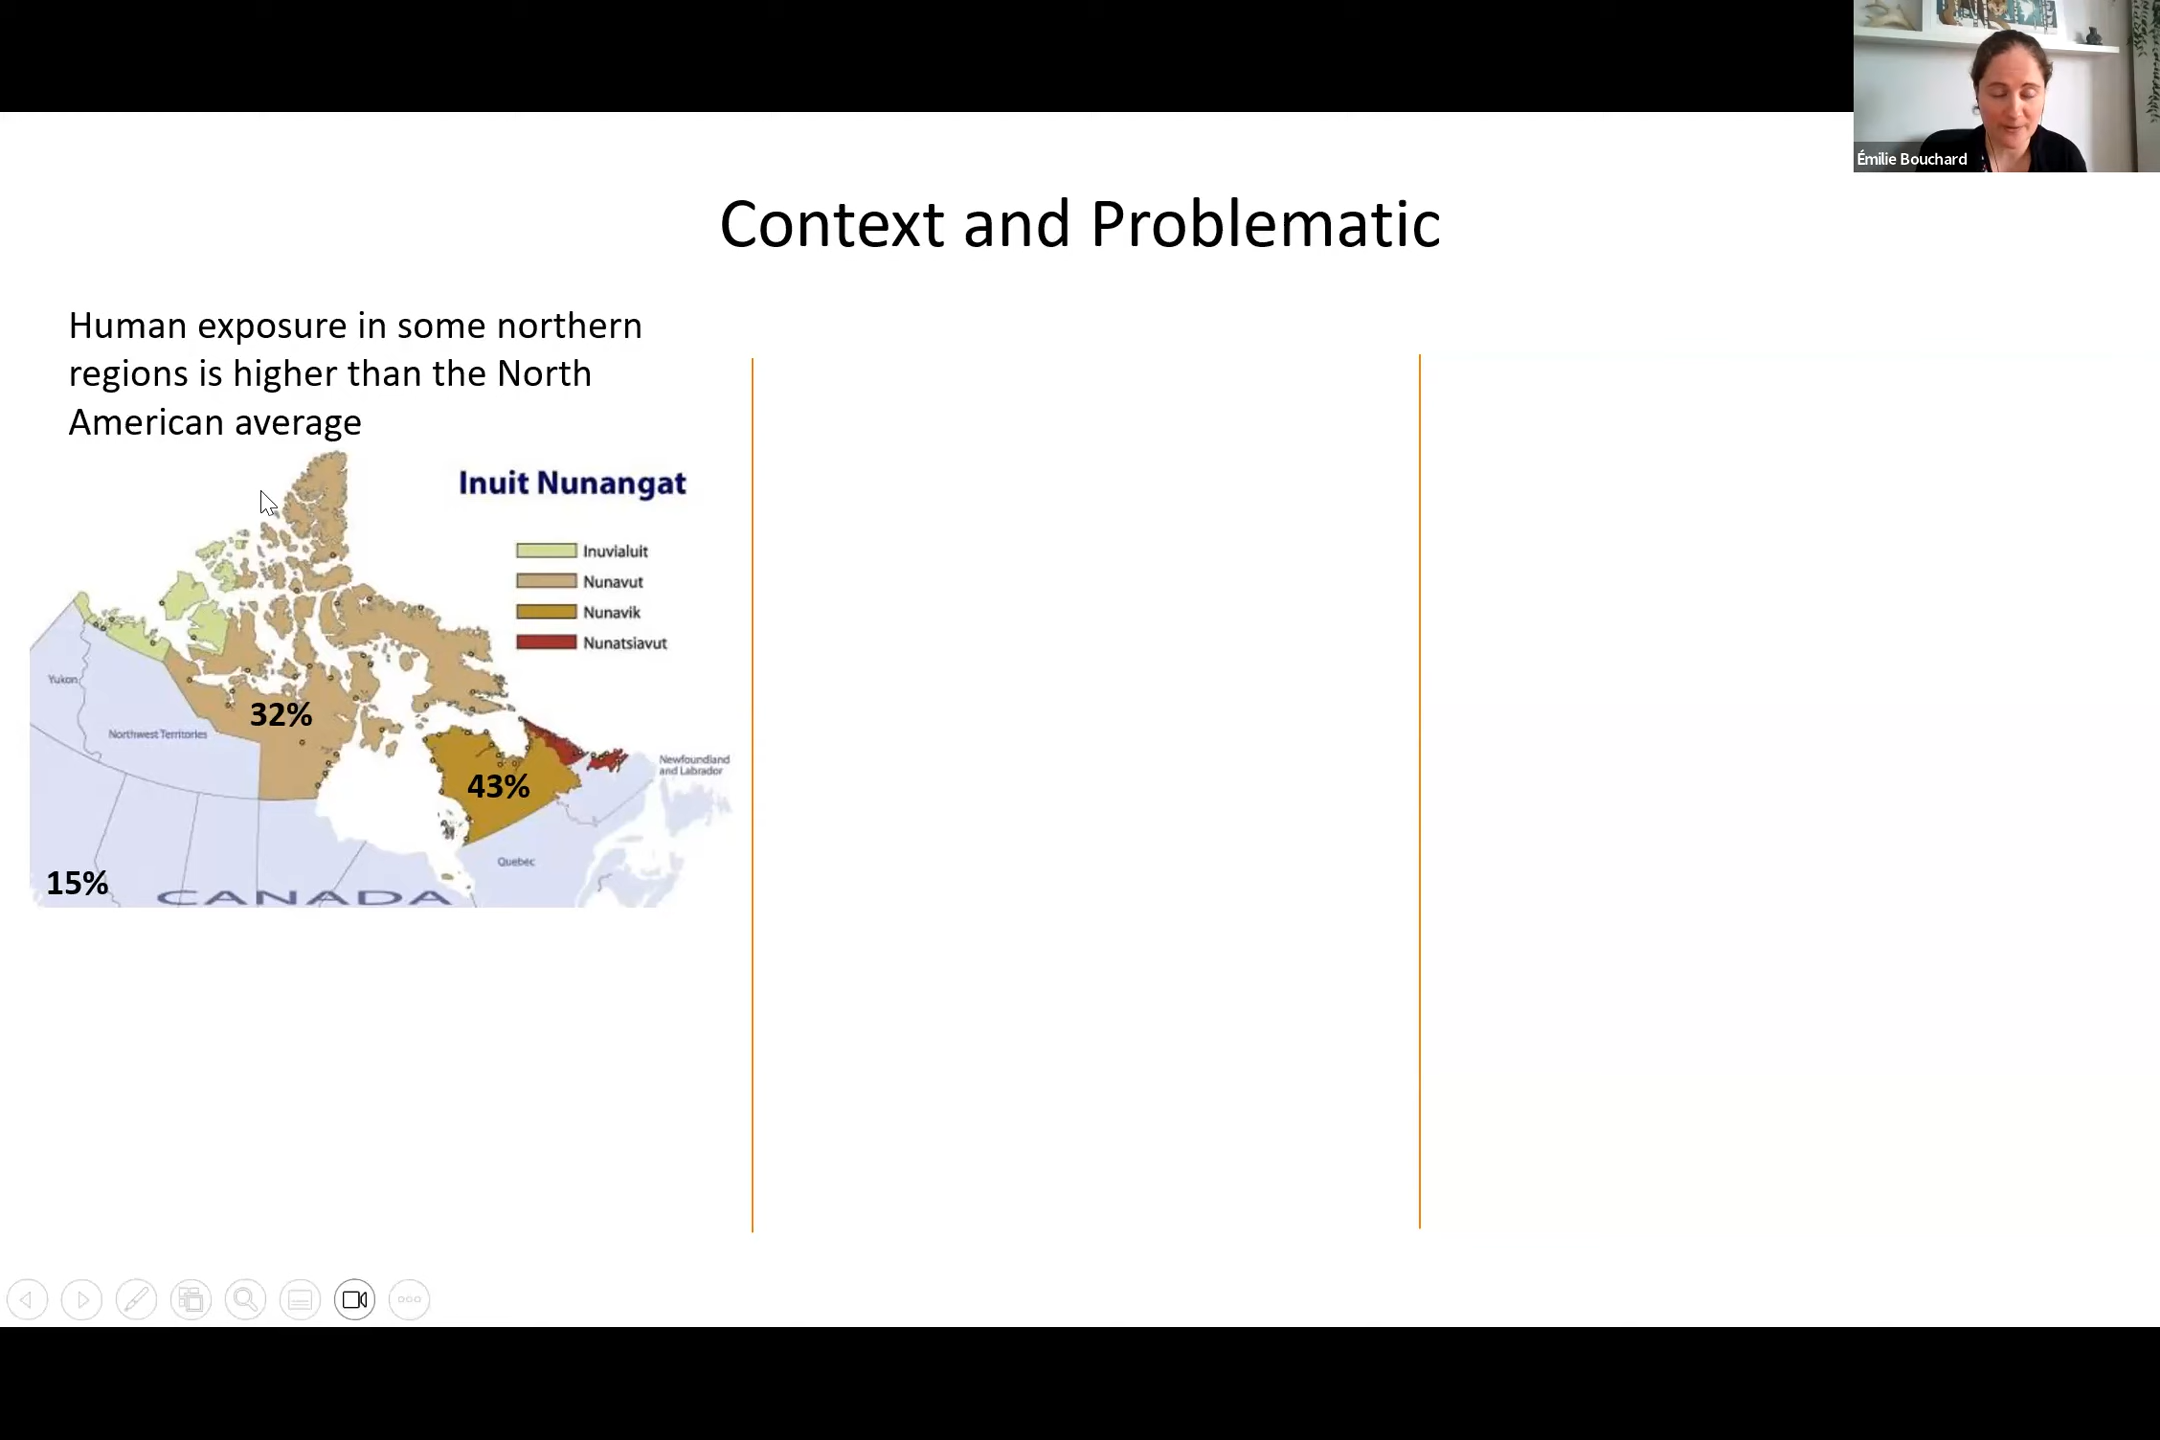 Émilie Bouchard
Context and Problematic
Human exposure in some northern
regions is higher than the North
American average
Inuit Nunangat
Inuvialuit
Nunavut
Nunavik
Nunatsiavut
Yukon
Northwest Territories
32%
43%
Newfoundland
and Labrador
Quebec
15%
CANADA